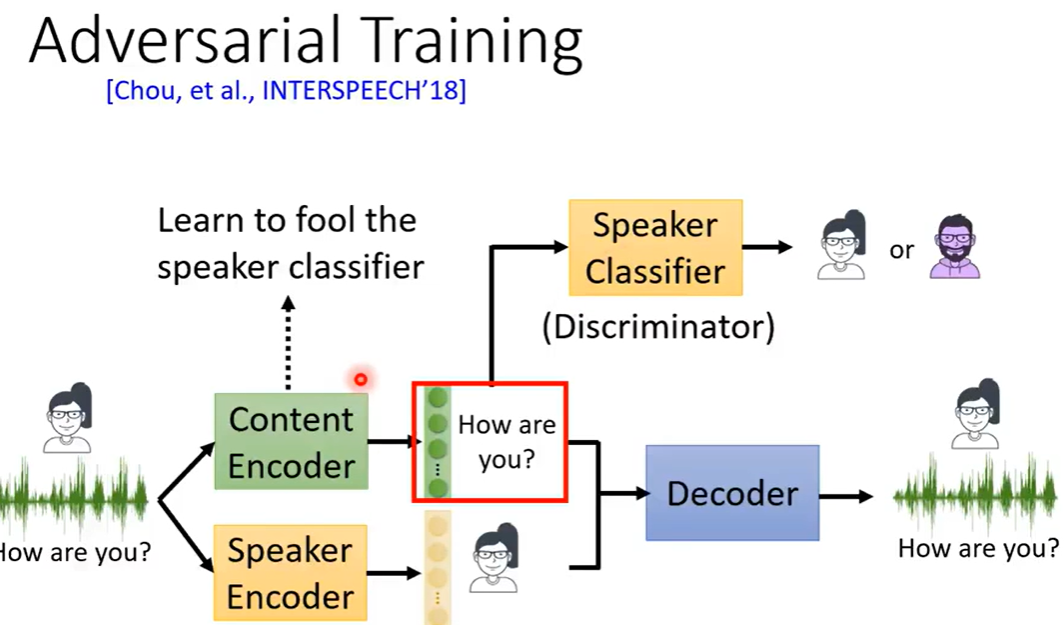 Adversarial Training
[Chou, et al., INTERSPEECH'18]
Learn to fool the
speaker classifier
Speaker
Classifier
or
(Discriminator)
Content
Encoder
How are
you?
Decoder
How are you?
Speaker
Encoder
How are you?